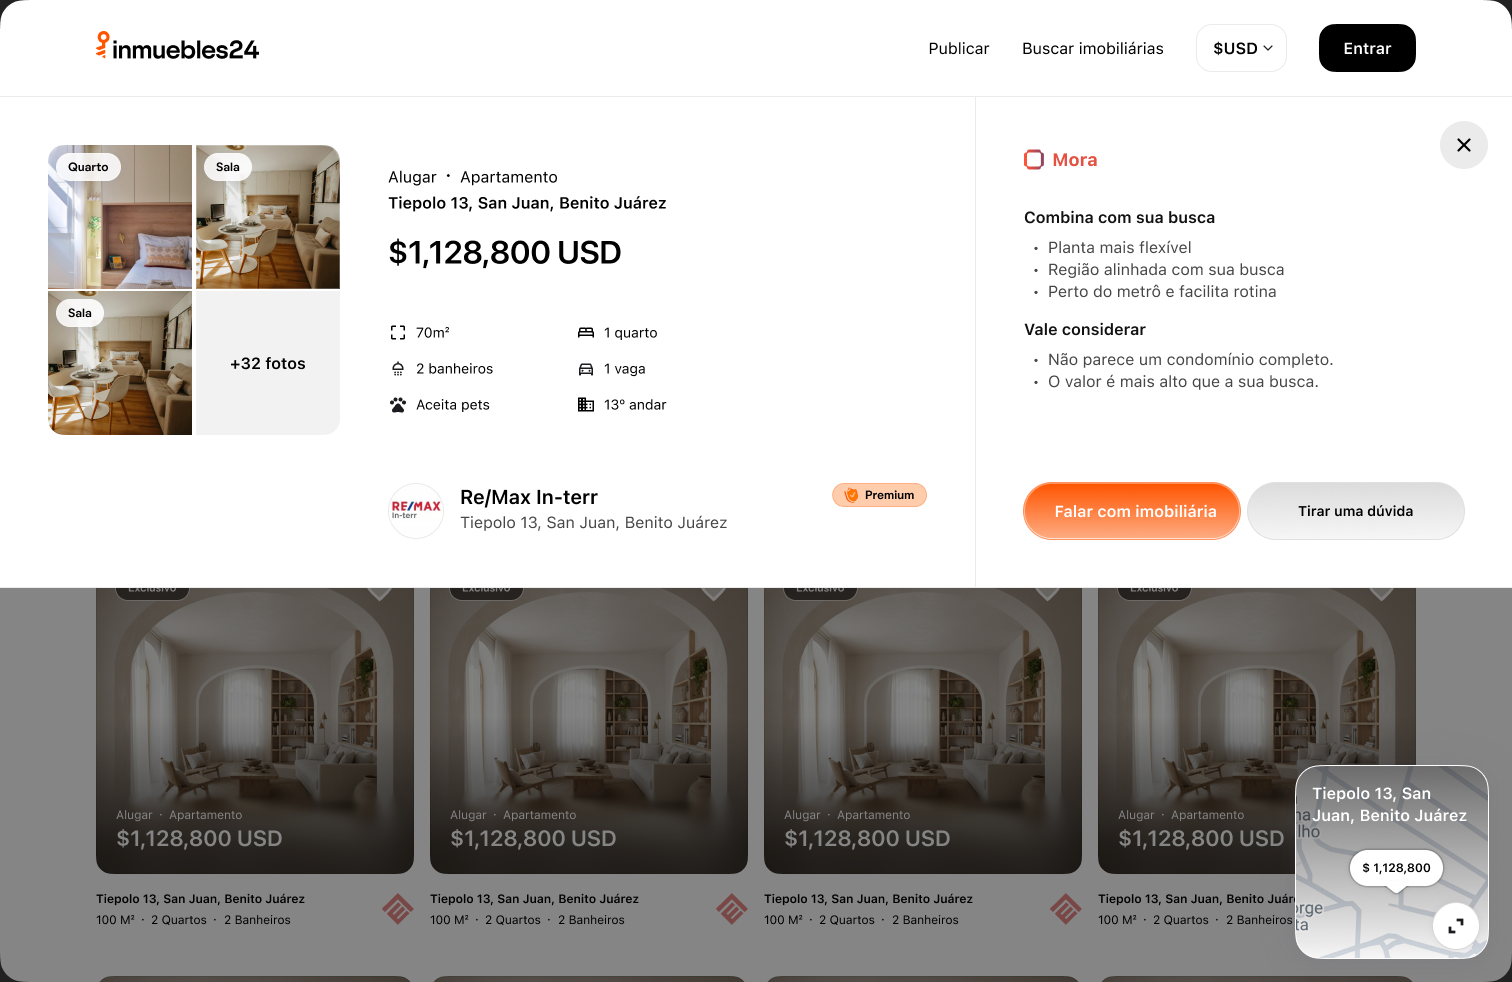 inmuebles24
Publicar
Buscar imobiliárias
$USD
Entrar
Quarto
Sala
Sala
+32 fotos
Alugar · Apartamento
Tiepolo 13, San Juan, Benito Juárez
$1,128,800 USD
70m²
1 quarto
2 banheiros
1 vaga
Aceita pets
13º andar
RE/MAX
In-terr
Re/Max In-terr
Tiepolo 13, San Juan, Benito Juárez
Premium
Mora
Combina com sua busca
• Planta mais flexível
• Região alinhada com sua busca
• Perto do metrô e facilita rotina
Vale considerar
• Não parece um condomínio completo.
• O valor é mais alto que a sua busca.
Falar com imobiliária
Tirar uma dúvida
Exclusivo
Exclusivo
Exclusivo
Exclusivo
Alugar · Apartamento
$1,128,800 USD
Alugar · Apartamento
$1,128,800 USD
Alugar · Apartamento
$1,128,800 USD
Alugar · Apartamento
$1,128,800 USD
Tiepolo 13, San Juan, Benito Juárez
100 M² · 2 Quartos · 2 Banheiros
Tiepolo 13, San Juan, Benito Juárez
100 M² · 2 Quartos · 2 Banheiros
Tiepolo 13, San Juan, Benito Juárez
100 M² · 2 Quartos · 2 Banheiros
Tiepolo 13, San Juan, Benito
100 M² · 2 Quartos · 2 Banheiros
Tiepolo 13, San
Juan, Benito Juárez
$ 1,128,800